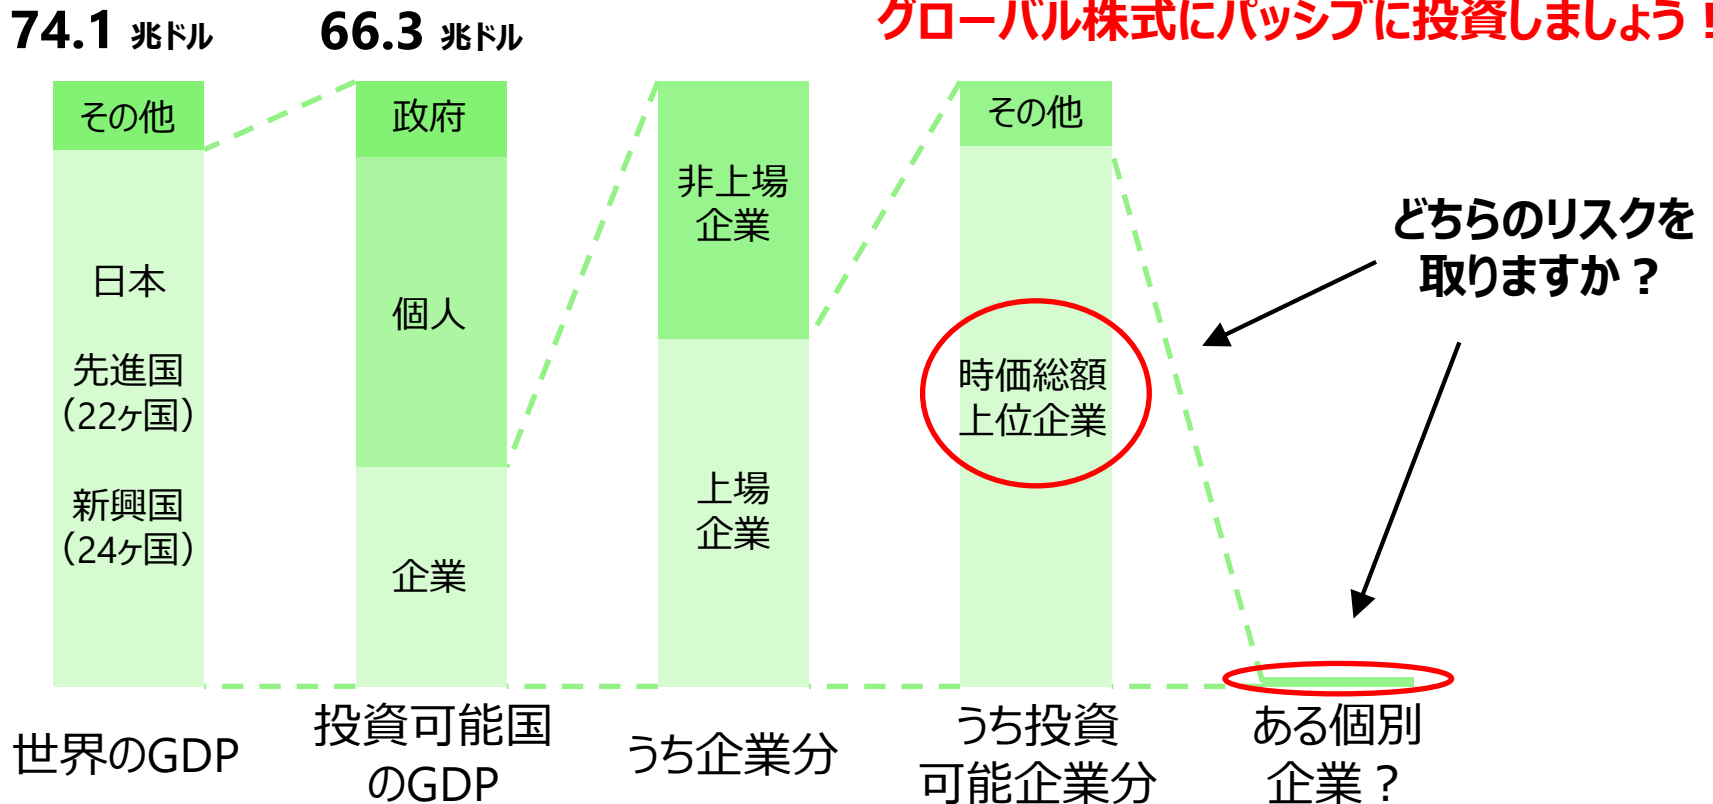 グローバル株式にパッシブに投資しましょう！
74.1 兆ドル
66.3 兆ドル
その他
日本
先進国
（22ヶ国）
新興国
（24ヶ国）
世界のGDP
政府
個人
企業
投資可能国
のGDP
非上場
企業
上場
企業
うち企業分
その他
時価総額
上位企業
うち投資
可能企業分
どちらのリスクを
取りますか？
ある個別
企業？